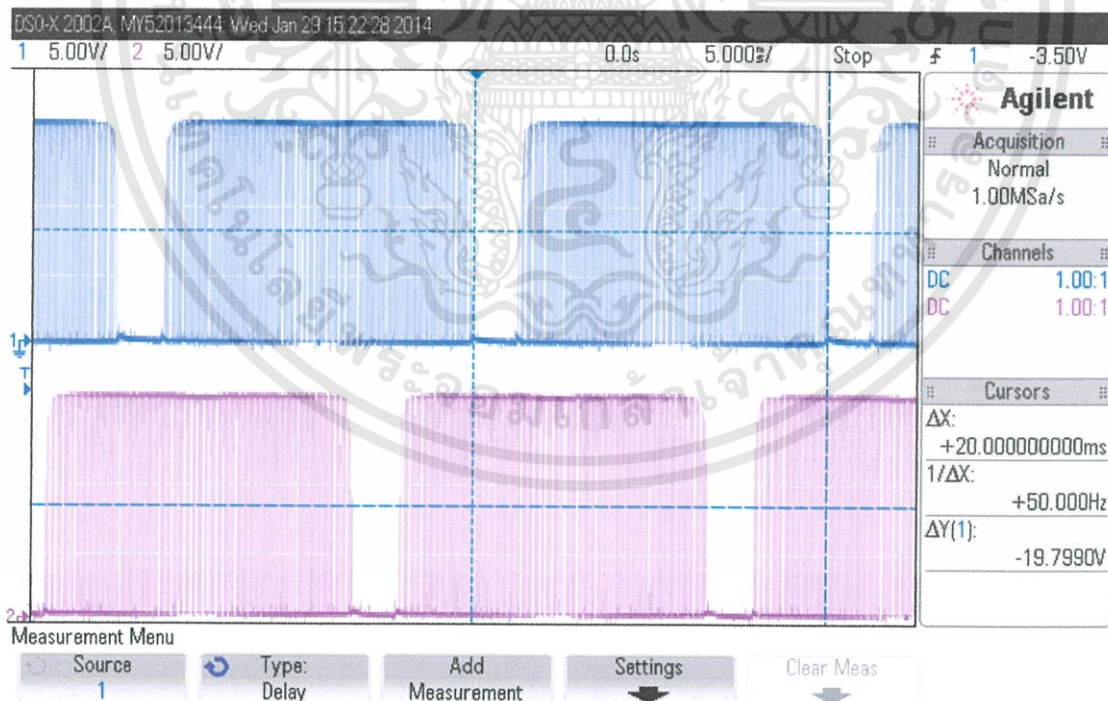 DSO-X 2002A, MY52013444: Wed Jan 29 15:22:28 2014
1 5.00V/ 2 5.00V/ 0.0s 5.000ms/ Stop 1 -3.50V
Agilent
Acquisition
Normal
1.00MSa/s
Channels
DC 1.00:1
DC 1.00:1
Cursors
ΔX:
+20.000000000ms
1/ΔX:
+50.000Hz
ΔY(1):
-19.7990V
1
T
2
Measurement Menu
Source
1
Type:
Delay
Add
Measurement
Settings
Clear Meas